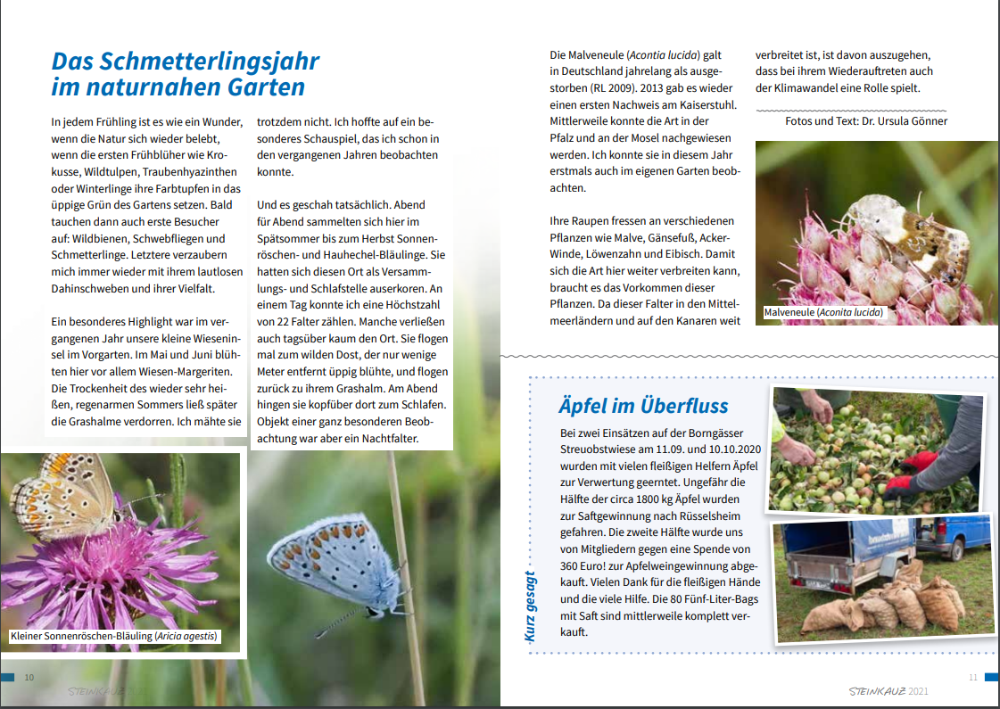 Das Schmetterlingsjahr
im naturnahen Garten
In jedem Frühling ist es wie ein Wunder,
wenn die Natur sich wieder belebt,
wenn die ersten Frühblüher wie Kro-
kusse, Wildtulpen, Traubenhyazinthen
oder Winterlinge ihre Farbtupfen in das
üppige Grün des Gartens setzen. Bald
tauchen dann auch erste Besucher
auf: Wildbienen, Schwebfliegen und
Schmetterlinge. Letztere verzaubern
mich immer wieder mit ihrem lautlosen
Dahinschweben und ihrer Vielfalt.
Ein besonderes Highlight war im ver-
gangenen Jahr unsere kleine Wiesenin-
sel im Vorgarten. Im Mai und Juni blüh-
ten hier vor allem Wiesen-Margeriten.
Die Trockenheit des wieder sehr hei-
ßen, regenarmen Sommers ließ später
die Grashalme verdorren. Ich mähte sie
trotzdem nicht. Ich hoffte auf ein be-
sonderes Schauspiel, das ich schon in
den vergangenen Jahren beobachten
konnte.
Und es geschah tatsächlich. Abend
für Abend sammelten sich hier im
Spätsommer bis zum Herbst Sonnen-
röschen- und Hauhechel-Bläulinge. Sie
hatten sich diesen Ort als Versamm-
lungs- und Schlafstelle auserkoren. An
einem Tag konnte ich eine Höchstzahl
von 22 Falter zählen. Manche verließen
auch tagsüber kaum den Ort. Sie flogen
mal zum wilden Dost, der nur wenige
Meter entfernt üppig blühte, und flogen
zurück zu ihrem Grashalm. Am Abend
hingen sie kopfüber dort zum Schlafen.
Objekt einer ganz besonderen Beob-
achtung war aber ein Nachtfalter.
Kleiner Sonnenröschen-Bläuling (Aricia agestis)
10
STEINKAUZ 2021
Die Malveneule (Acontia lucida) galt
in Deutschland jahrelang als ausge-
storben (RL 2009). 2013 gab es wieder
einen ersten Nachweis am Kaiserstuhl.
Mittlerweile konnte die Art in der
Pfalz und an der Mosel nachgewiesen
werden. Ich konnte sie in diesem Jahr
erstmals auch im eigenen Garten beob-
achten.
Ihre Raupen fressen an verschiedenen
Pflanzen wie Malve, Gänsefuß, Acker-
Winde, Löwenzahn und Eibisch. Damit
sich die Art hier weiter verbreiten kann,
braucht es das Vorkommen dieser
Pflanzen. Da dieser Falter in den Mittel-
meerländern und auf den Kanaren weit
verbreitet ist, ist davon auszugehen,
dass bei ihrem Wiederauftreten auch
der Klimawandel eine Rolle spielt.
Fotos und Text: Dr. Ursula Gönner
Malveneule (Aconita lucida)
Kurz gesagt
Äpfel im Überfluss
Bei zwei Einsätzen auf der Borngässer
Streuobstwiese am 11.09. und 10.10.2020
wurden mit vielen fleißigen Helfern Äpfel
zur Verwertung geerntet. Ungefähr die
Hälfte der circa 1800 kg Äpfel wurden
zur Saftgewinnung nach Rüsselsheim
gefahren. Die zweite Hälfte wurde uns
von Mitgliedern gegen eine Spende von
360 Euro! zur Apfelweingewinnung abge-
kauft. Vielen Dank für die fleißigen Hände
und die viele Hilfe. Die 80 Fünf-Liter-Bags
mit Saft sind mittlerweile komplett ver-
kauft.
11
STEINKAUZ 2021